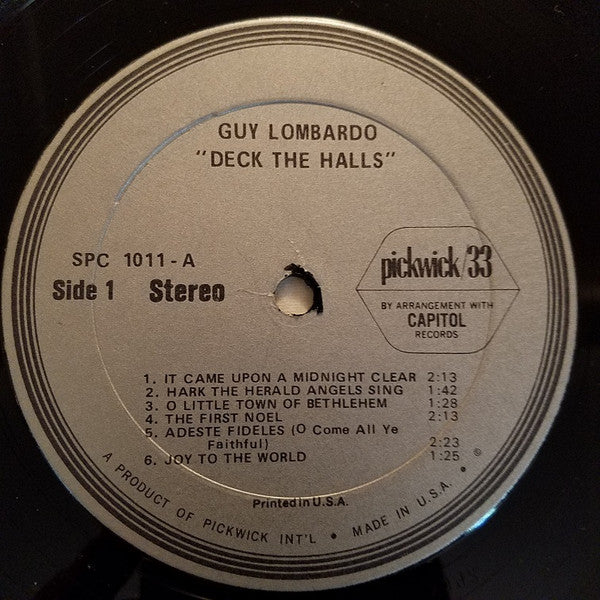 GUY LOMBARDO
"DECK THE HALLS"
SPC 1011-A
Side 1 Stereo
pickwick/33
BY ARRANGEMENT WITH
CAPITOL
RECORDS
1. IT CAME UPON A MIDNIGHT CLEAR 2:13
2. HARK THE HERALD ANGELS SING 1:42
3. O LITTLE TOWN OF BETHLEHEM 1:28
4. THE FIRST NOEL 2:13
5. ADESTE FIDELES (O Come All Ye
Faithful) 2:23
6. JOY TO THE WORLD 1:25
Printed in U.S.A.
A PRODUCT OF PICKWICK INT'L • MADE IN U.S.A. • ®